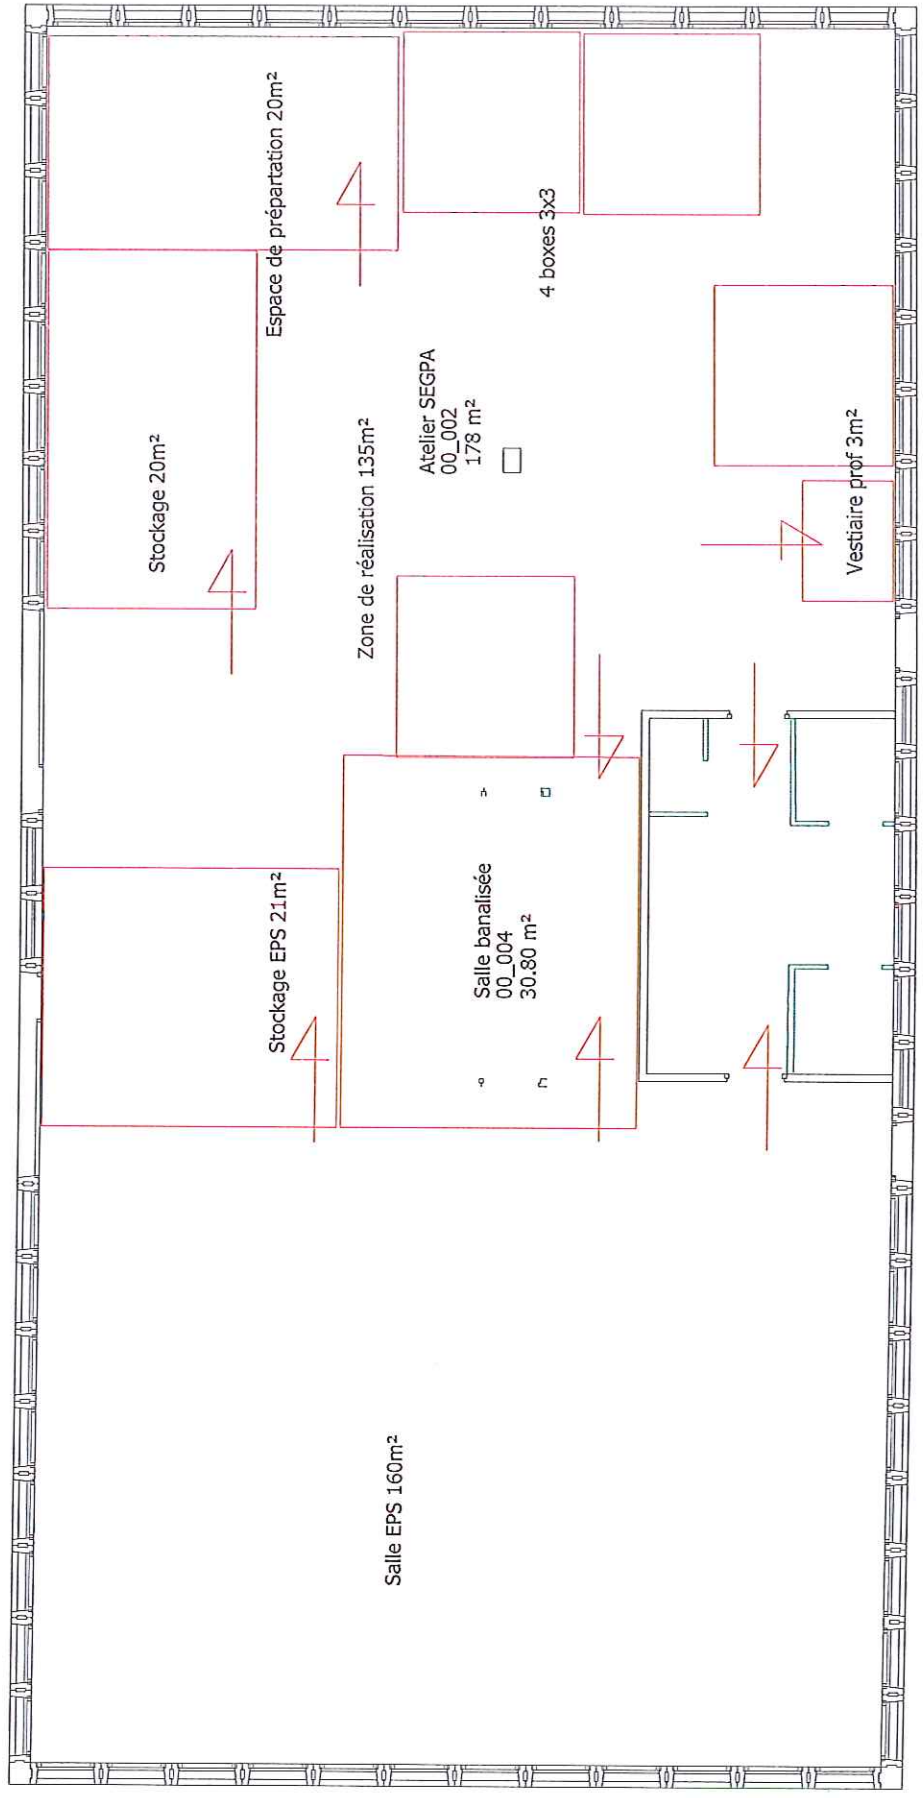 Espace de prépartation 20m²
4 boxes 3x3
Stockage 20m²
Zone de réalisation 135m²
Atelier SEGPA
00_002
178 m²
Vestiaire prof 3m²
Stockage EPS 21m²
Salle banalisée
00_004
30.80 m²
Salle EPS 160m²